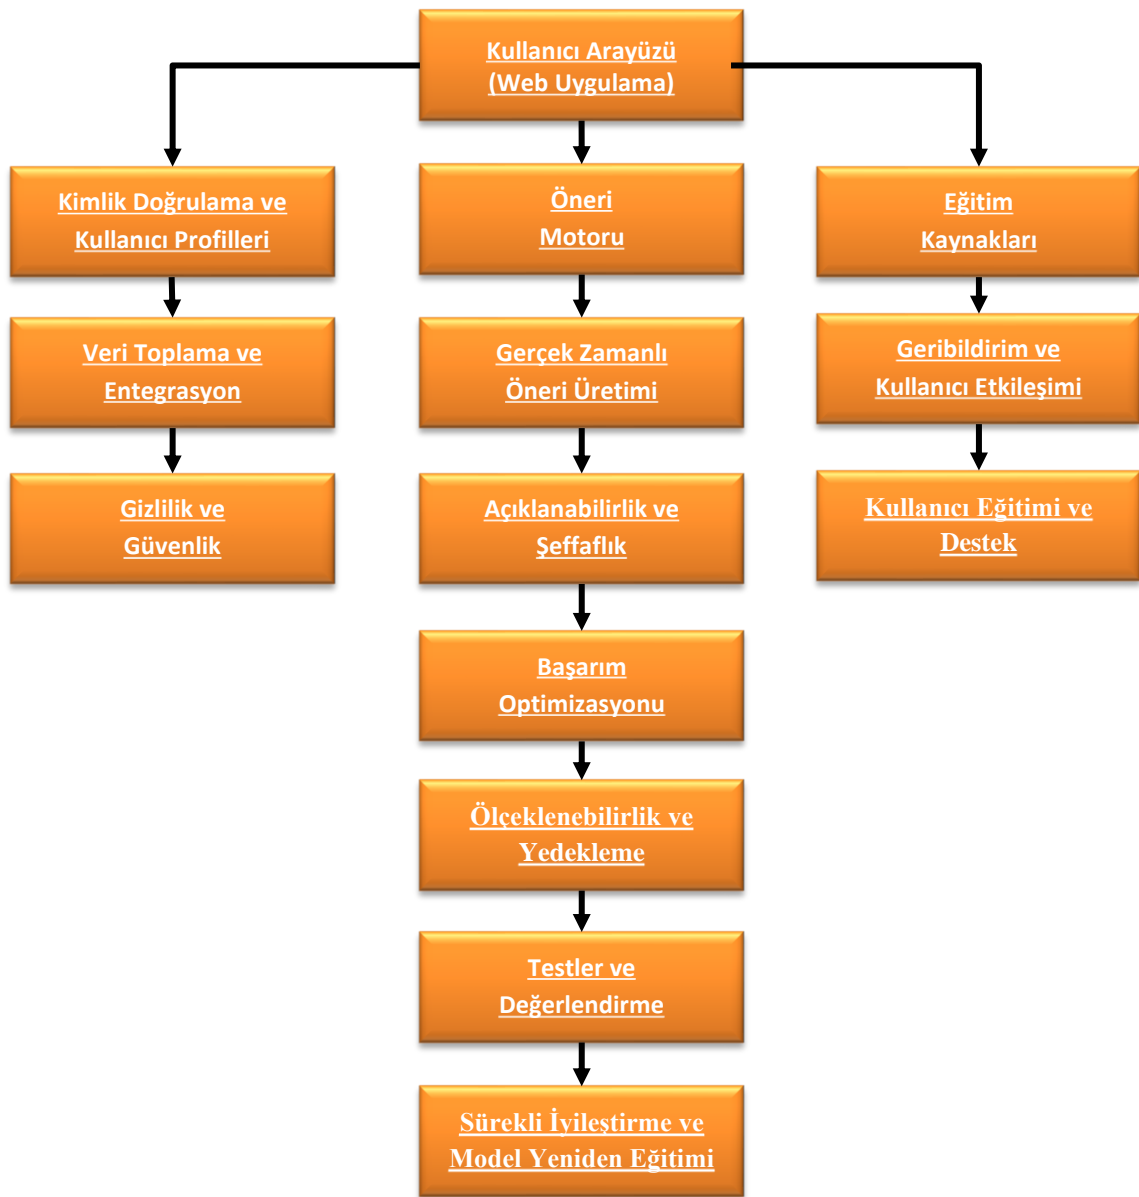 Kullanıcı Arayüzü
(Web Uygulama)
Kimlik Doğrulama ve
Kullanıcı Profilleri
Öneri
Motoru
Eğitim
Kaynakları
Veri Toplama ve
Entegrasyon
Gerçek Zamanlı
Öneri Üretimi
Geribildirim ve
Kullanıcı Etkileşimi
Gizlilik ve
Güvenlik
Açıklanabilirlik ve
Şeffaflık
Kullanıcı Eğitimi ve
Destek
Başarım
Optimizasyonu
Ölçeklenebilirlik ve
Yedekleme
Testler ve
Değerlendirme
Sürekli İyileştirme ve
Model Yeniden Eğitimi